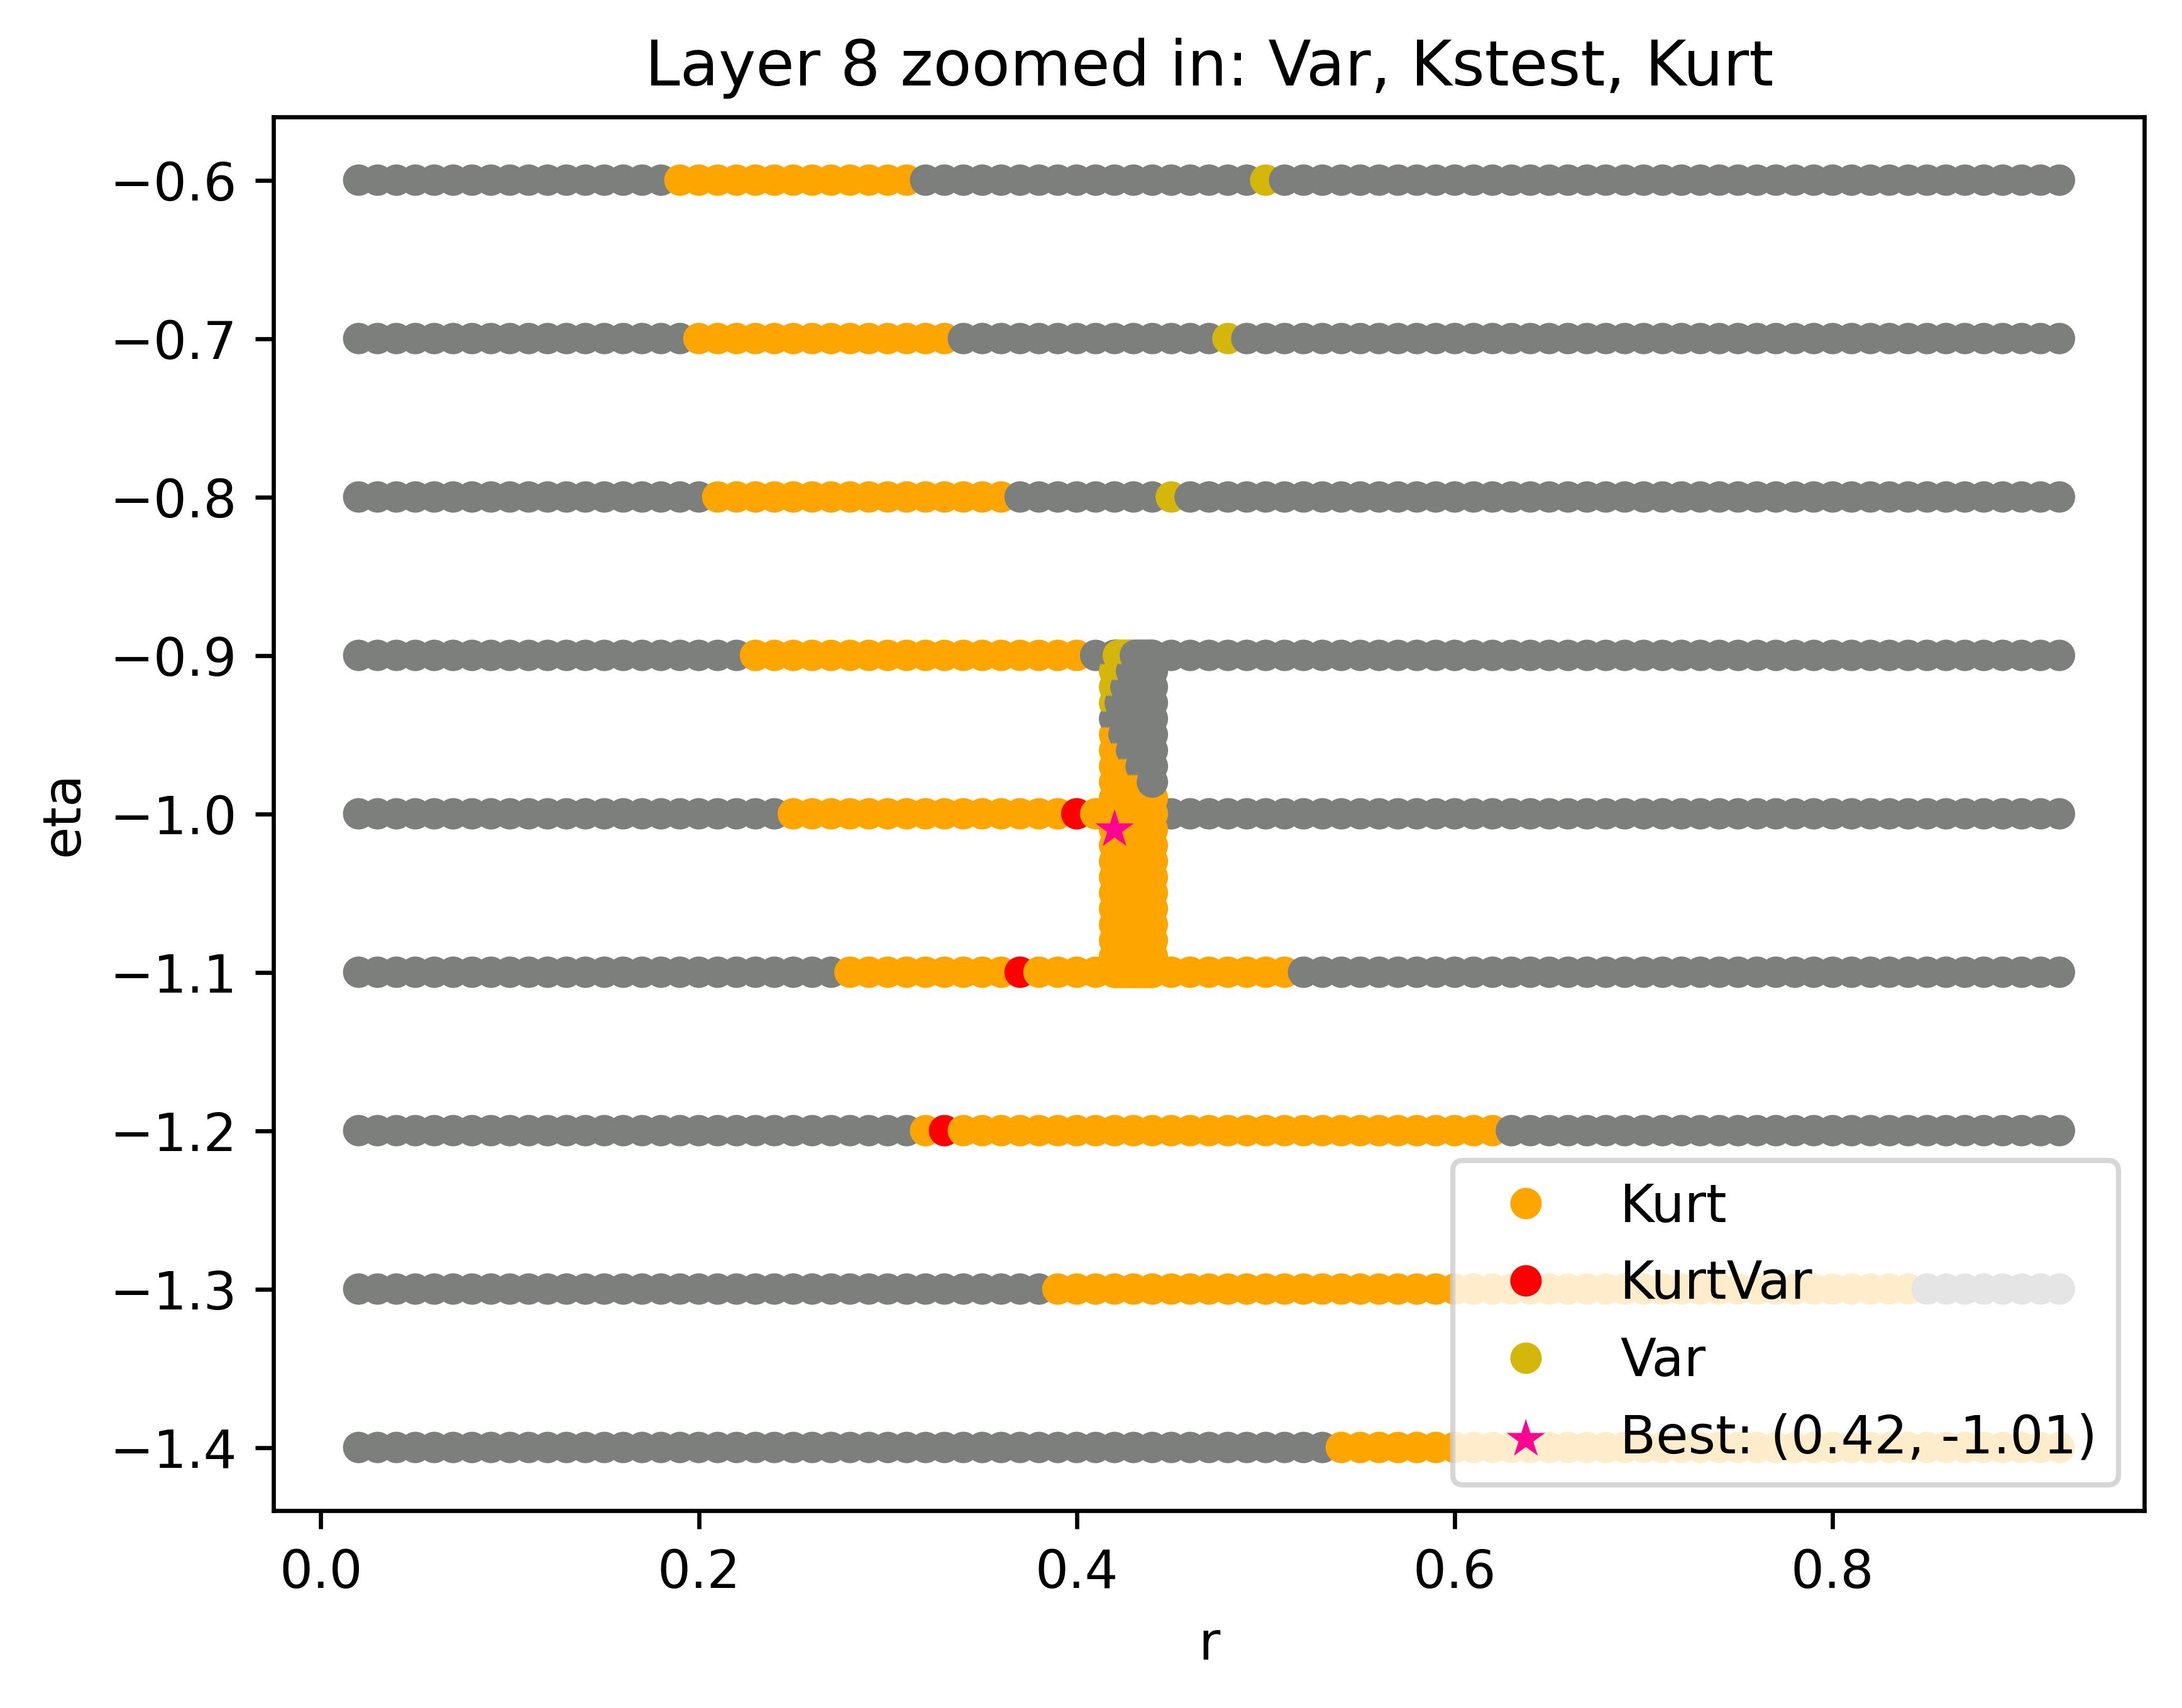 Layer 8 zoomed in: Var, Kstest, Kurt
−0.6
−0.7
−0.8
−0.9
−1.0
−1.1
−1.2
−1.3
−1.4
eta
Kurt
KurtVar
Var
Best: (0.42, -1.01)
0.0 0.2 0.4 0.6 0.8
r